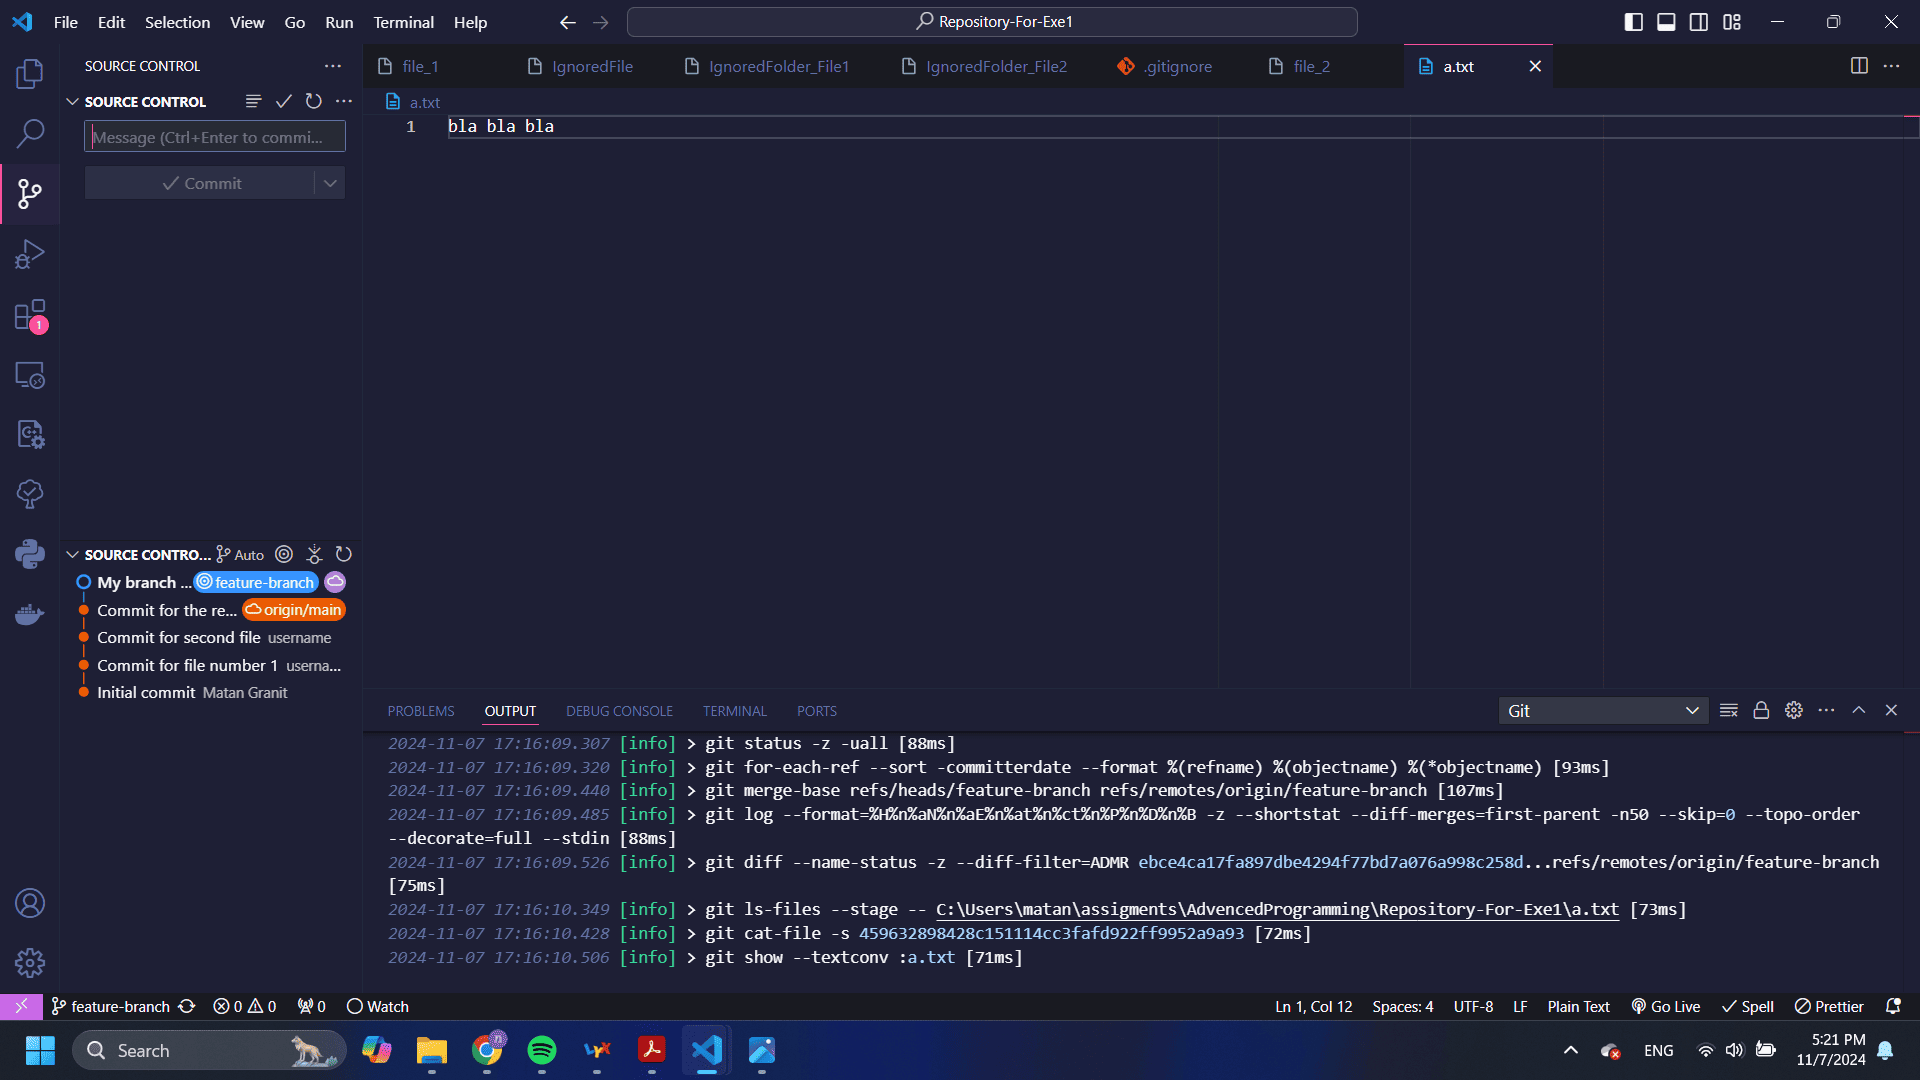 File Edit Selection View Go Run Terminal Help
Repository-For-Exe1
SOURCE CONTROL
file_1 IgnoredFile IgnoredFolder_File1 IgnoredFolder_File2 .gitignore file_2 a.txt
SOURCE CONTROL
a.txt
Message (Ctrl+Enter to commi...
1 bla bla bla
Commit
1
SOURCE CONTRO... Auto
My branch ... feature-branch
Commit for the re... origin/main
Commit for second file username
Commit for file number 1 userna...
Initial commit Matan Granit
PROBLEMS OUTPUT DEBUG CONSOLE TERMINAL PORTS Git
2024-11-07 17:16:09.307 [info] > git status -z -uall [88ms]
2024-11-07 17:16:09.320 [info] > git for-each-ref --sort -committerdate --format %(refname) %(objectname) %(*objectname) [93ms]
2024-11-07 17:16:09.440 [info] > git merge-base refs/heads/feature-branch refs/remotes/origin/feature-branch [107ms]
2024-11-07 17:16:09.485 [info] > git log --format=%H%n%aN%n%aE%n%at%n%ct%n%P%n%D%n%B -z --shortstat --diff-merges=first-parent -n50 --skip=0 --topo-order
--decorate=full --stdin [88ms]
2024-11-07 17:16:09.526 [info] > git diff --name-status -z --diff-filter=ADMR ebce4ca17fa897dbe4294f77bd7a076a998c258d...refs/remotes/origin/feature-branch
[75ms]
2024-11-07 17:16:10.349 [info] > git ls-files --stage -- C:\Users\matan\assigments\AdvencedProgramming\Repository-For-Exe1\a.txt [73ms]
2024-11-07 17:16:10.428 [info] > git cat-file -s 459632898428c151114cc3fafd922ff9952a9a93 [72ms]
2024-11-07 17:16:10.506 [info] > git show --textconv :a.txt [71ms]
feature-branch 0 0 0 Watch Ln 1, Col 12 Spaces: 4 UTF-8 LF Plain Text Go Live Spell Prettier
Search ENG 5:21 PM
11/7/2024